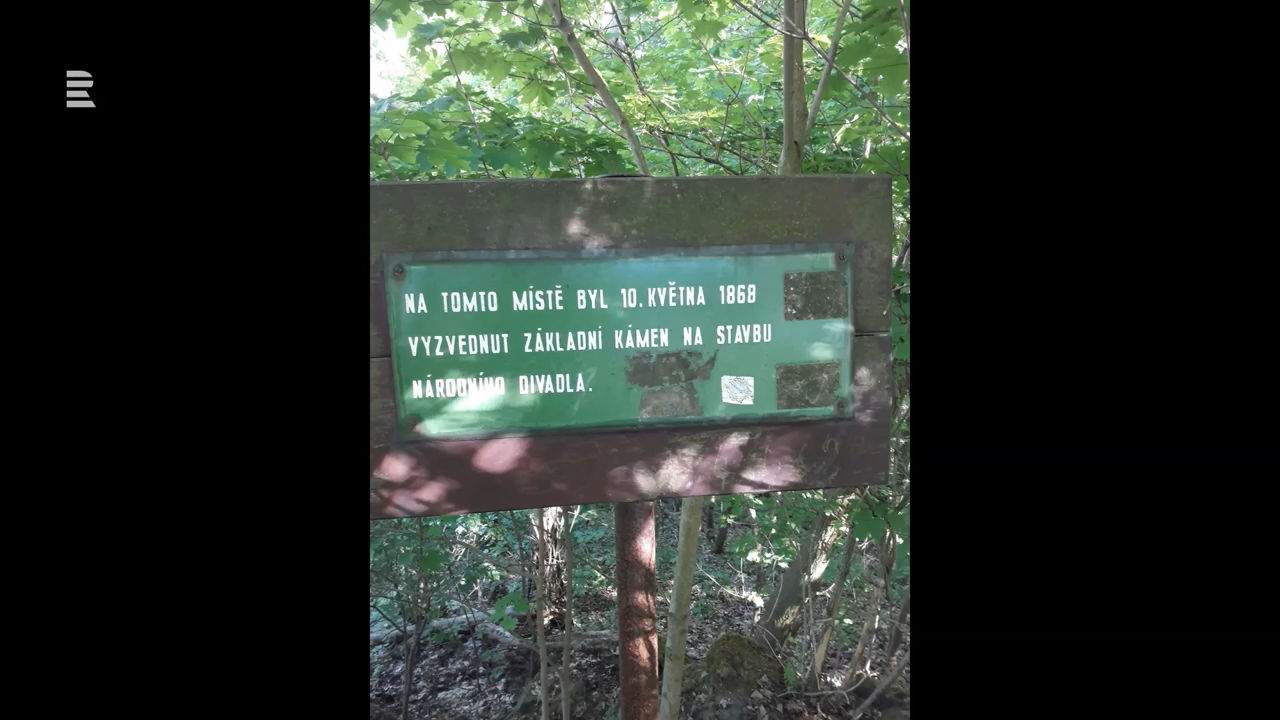 NA TOMTO MÍSTĚ BYL 10. KVĚTNA 1868
VYZVEDNUT ZÁKLADNÍ KÁMEN NA STAVBU
NÁRODNÍHO DIVADLA.